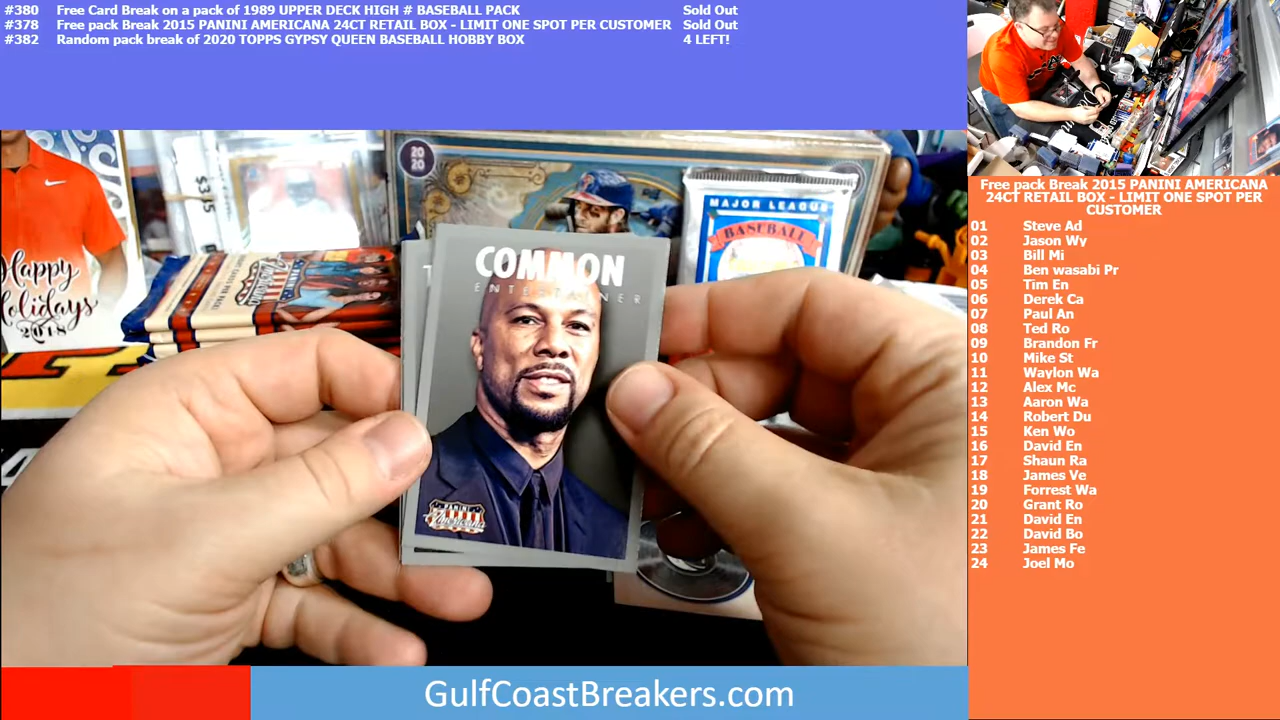 #380 Free Card Break on a pack of 1989 UPPER DECK HIGH # BASEBALL PACK Sold Out
#378 Free pack Break 2015 PANINI AMERICANA 24CT RETAIL BOX - LIMIT ONE SPOT PER CUSTOMER Sold Out
#382 Random pack break of 2020 TOPPS GYPSY QUEEN BASEBALL HOBBY BOX 4 LEFT!
$315
20
20
MAJOR LEAGUE
BASEBALL
Happy
Holidays
2018
COMMON
ENTERTAINER
PANINI
Americana
GulfCoastBreakers.com
Free pack Break 2015 PANINI AMERICANA
24CT RETAIL BOX - LIMIT ONE SPOT PER
CUSTOMER
01 Steve Ad
02 Jason Wy
03 Bill Mi
04 Ben wasabi Pr
05 Tim En
06 Derek Ca
07 Paul An
08 Ted Ro
09 Brandon Fr
10 Mike St
11 Waylon Wa
12 Alex Mc
13 Aaron Wa
14 Robert Du
15 Ken Wo
16 David En
17 Shaun Ra
18 James Ve
19 Forrest Wa
20 Grant Ro
21 David En
22 David Bo
23 James Fe
24 Joel Mo